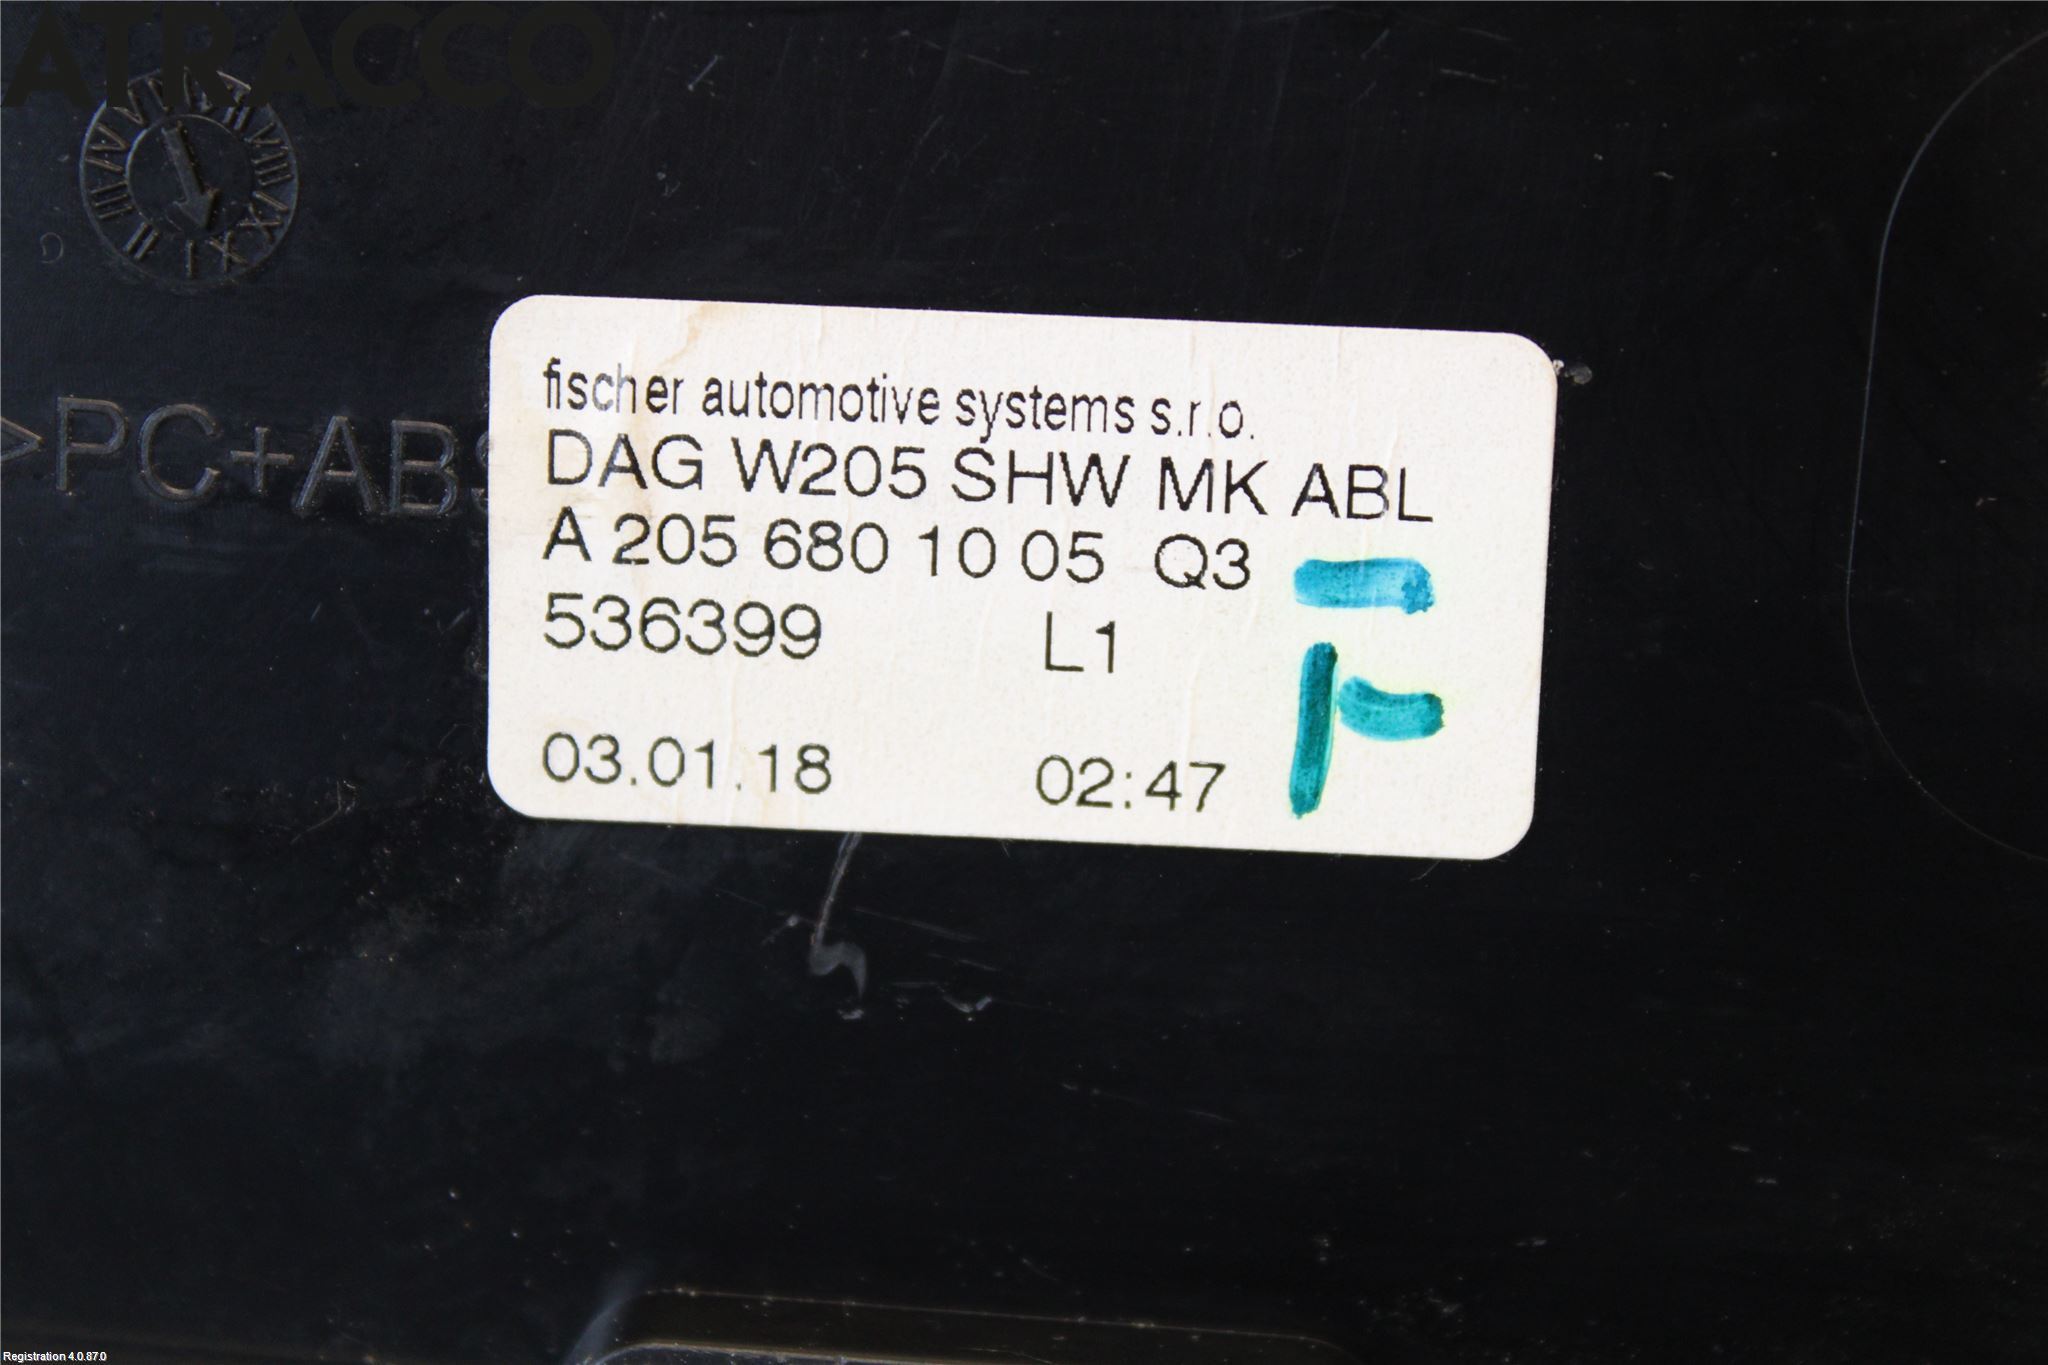 ATRACCO
>PC+ABS
fischer automotive systems s.r.o.
DAG W205 SHW MK ABL
A 205 680 10 05 Q3
536399 L1
03.01.18 02:47
Registration 4.0.87.0